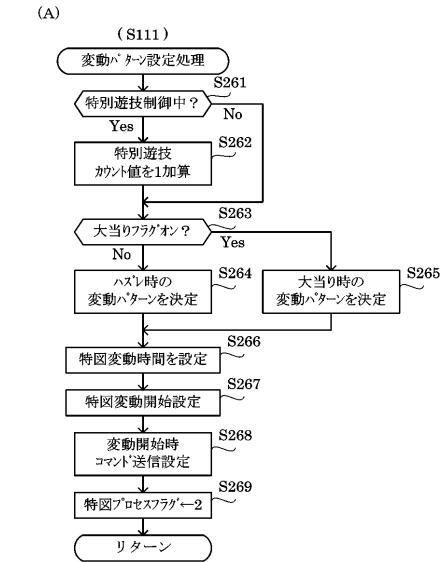 (A)
(S111)
変動ﾊﾟﾀｰﾝ設定処理
S261
特別遊技制御中？
No
Yes
S262
特別遊技
ｶｳﾝﾄ値を1加算
S263
大当りﾌﾗｸﾞオン？
Yes
No
S264
S265
ﾊｽﾞﾚ時の
変動ﾊﾟﾀｰﾝを決定
大当り時の
変動ﾊﾟﾀｰﾝを決定
S266
特図変動時間を設定
S267
特図変動開始設定
S268
変動開始時
ｺﾏﾝﾄﾞ送信設定
S269
特図ﾌﾟﾛｾｽﾌﾗｸﾞ←2
リターン